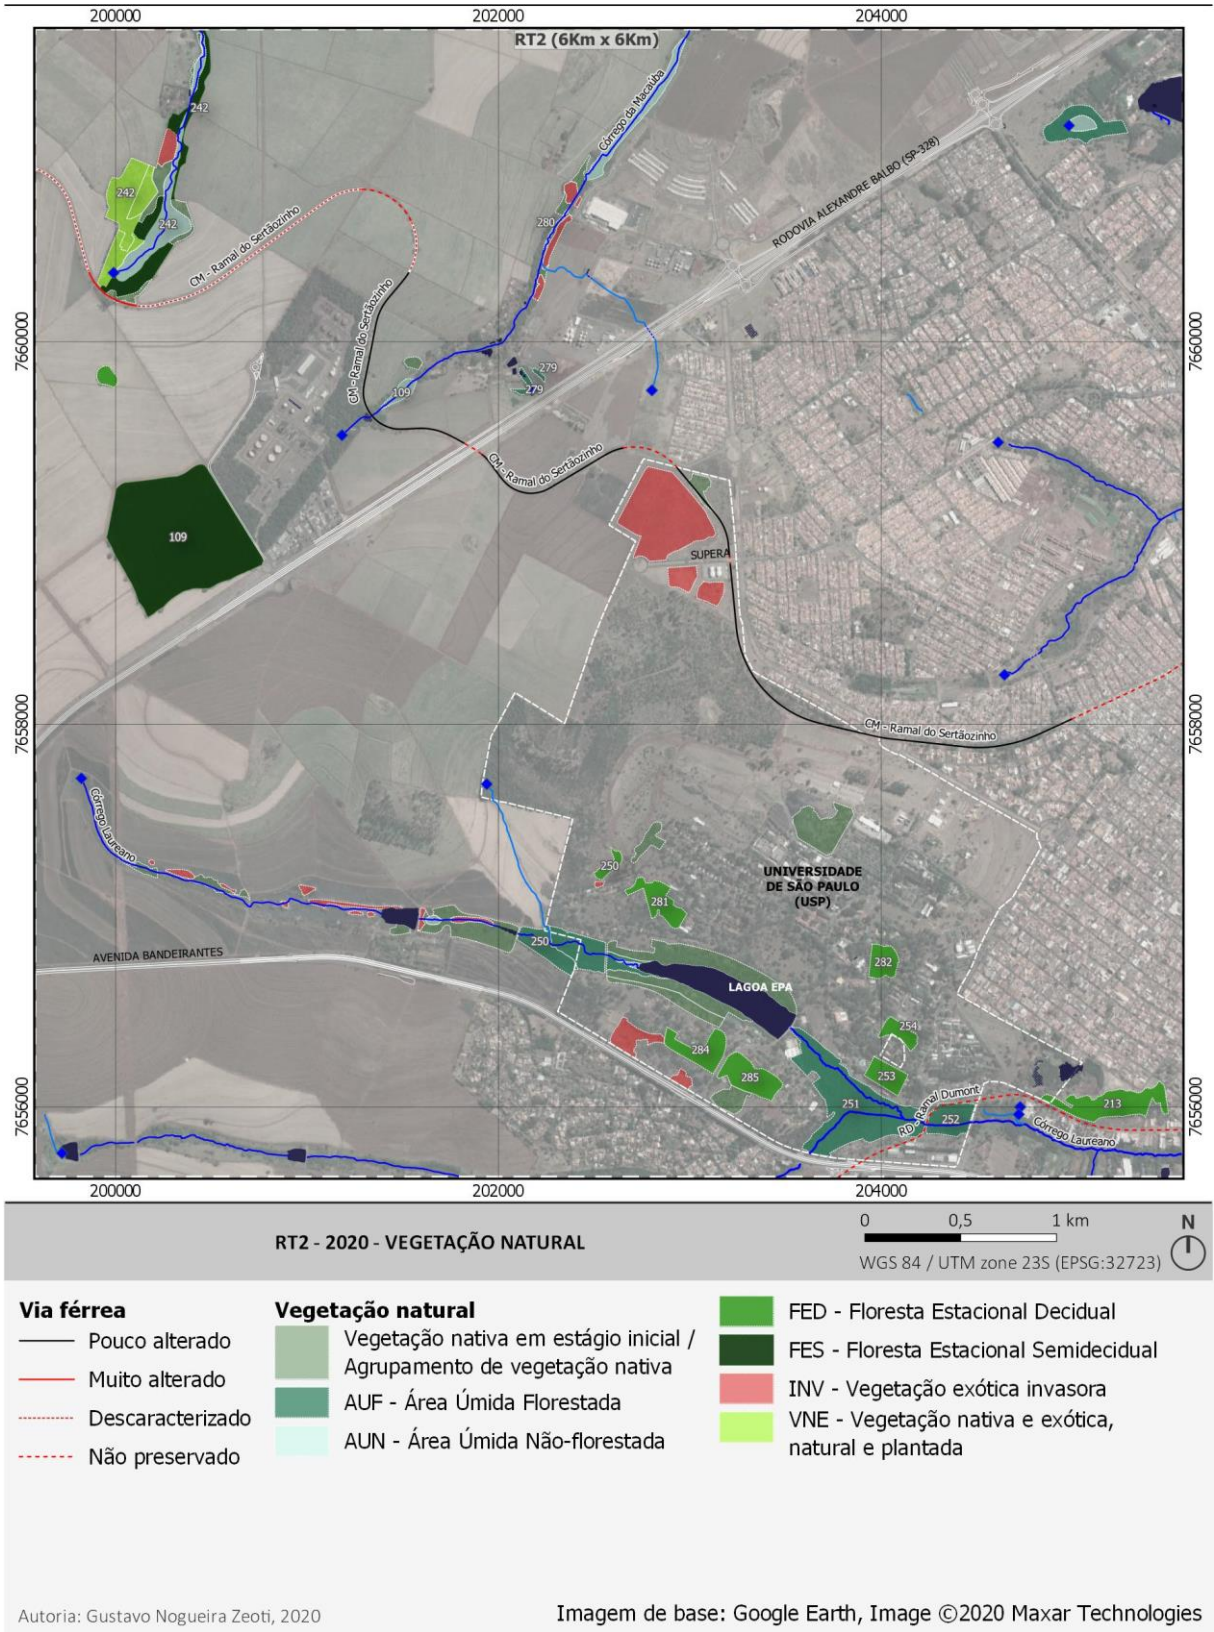 200000 202000 204000
RT2 (6Km x 6Km)
242
Córrego da Macaúba
RODOVIA ALEXANDRE BALBO (SP-328)
242
242
280
CM - Ramal do Sertãozinho
CM - Ramal do Sertãozinho
7660000
7660000
279
279
109
CM - Ramal do Sertãozinho
109
SUPERA
7658000
7658000
CM - Ramal do Sertãozinho
Córrego Laureano
250
UNIVERSIDADE
DE SÃO PAULO
(USP)
281
250
AVENIDA BANDEIRANTES
282
LAGOA EPA
254
284
285
253
7656000
7656000
251
RD - Ramal Dumont
252
213
Córrego Laureano
200000 202000 204000
RT2 - 2020 - VEGETAÇÃO NATURAL
0 0,5 1 km
N
WGS 84 / UTM zone 23S (EPSG:32723)
Via férrea
Pouco alterado
Muito alterado
Descaracterizado
Não preservado
Vegetação natural
Vegetação nativa em estágio inicial /
Agrupamento de vegetação nativa
AUF - Área Úmida Florestada
AUN - Área Úmida Não-florestada
FED - Floresta Estacional Decidual
FES - Floresta Estacional Semidecidual
INV - Vegetação exótica invasora
VNE - Vegetação nativa e exótica,
natural e plantada
Autoria: Gustavo Nogueira Zeoti, 2020
Imagem de base: Google Earth, Image ©2020 Maxar Technologies